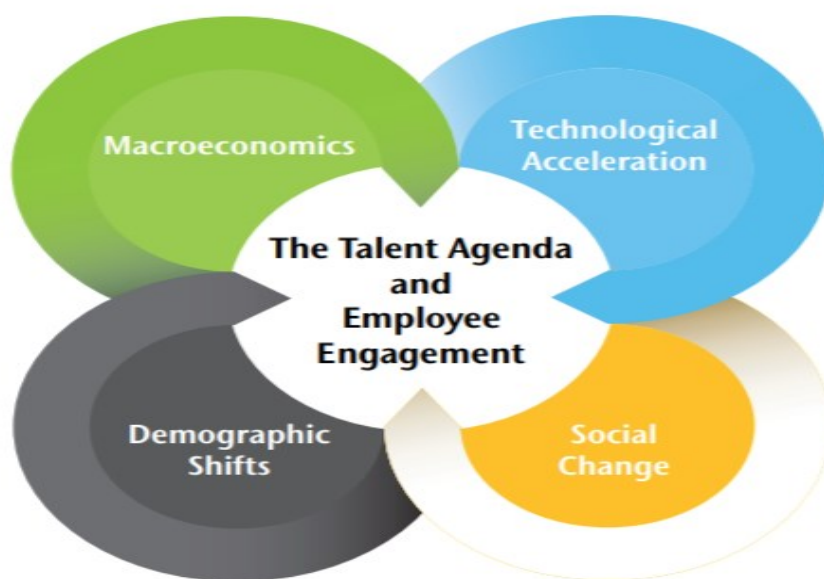 Macroeconomics
Technological
Acceleration
The Talent Agenda
and
Employee
Engagement
Demographic
Shifts
Social
Change